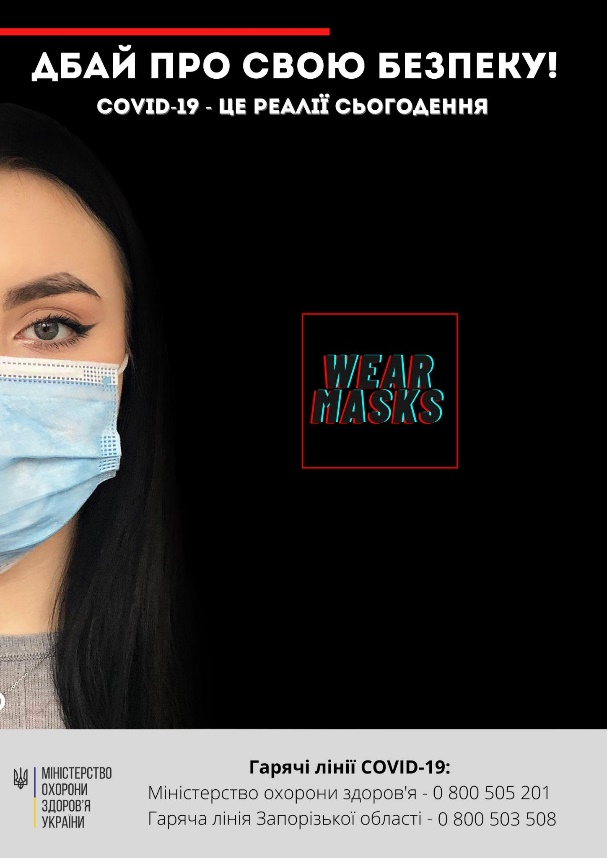 ДБАЙ ПРО СВОЮ БЕЗПЕКУ!
COVID-19 - ЦЕ РЕАЛІЇ СЬОГОДЕННЯ
WEAR
MASKS
Гарячі лінії COVID-19:
Міністерство охорони здоров'я - 0 800 505 201
Гаряча лінія Запорізької області - 0 800 503 508
МІНІСТЕРСТВО
ОХОРОНИ
ЗДОРОВ'Я
УКРАЇНИ